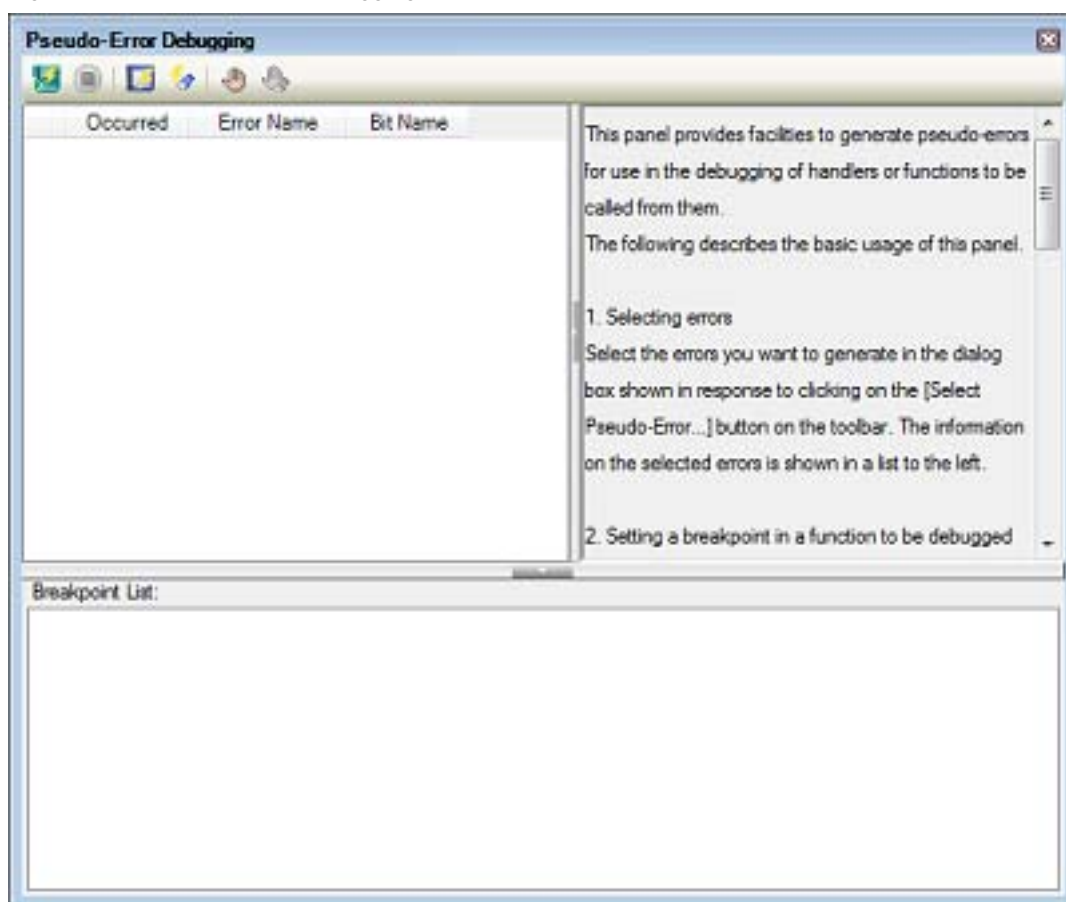 Pseudo-Error Debugging
Occurred Error Name Bit Name
This panel provides facilities to generate pseudo-errors
for use in the debugging of handlers or functions to be
called from them.
The following describes the basic usage of this panel.
1. Selecting errors
Select the errors you want to generate in the dialog
box shown in response to clicking on the [Select
Pseudo-Error...] button on the toolbar. The information
on the selected errors is shown in a list to the left.
2. Setting a breakpoint in a function to be debugged
Breakpoint List: